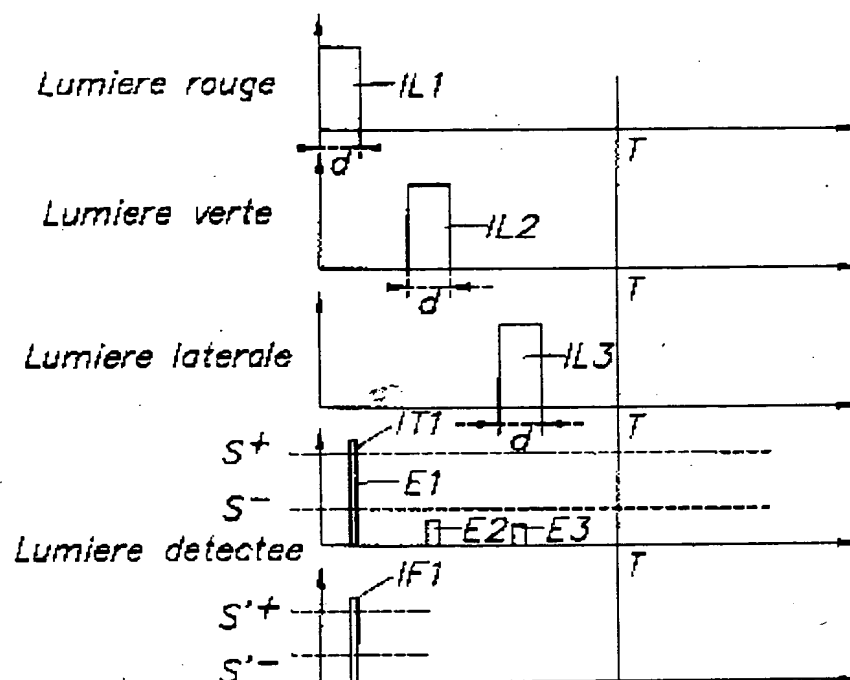 Lumiere rouge
IL1
d
T
Lumiere verte
IL2
d
T
Lumiere laterale
IL3
d
T
IT1
S+
E1
S-
E2
E3
Lumiere detectee
T
IF1
S'+
S'-